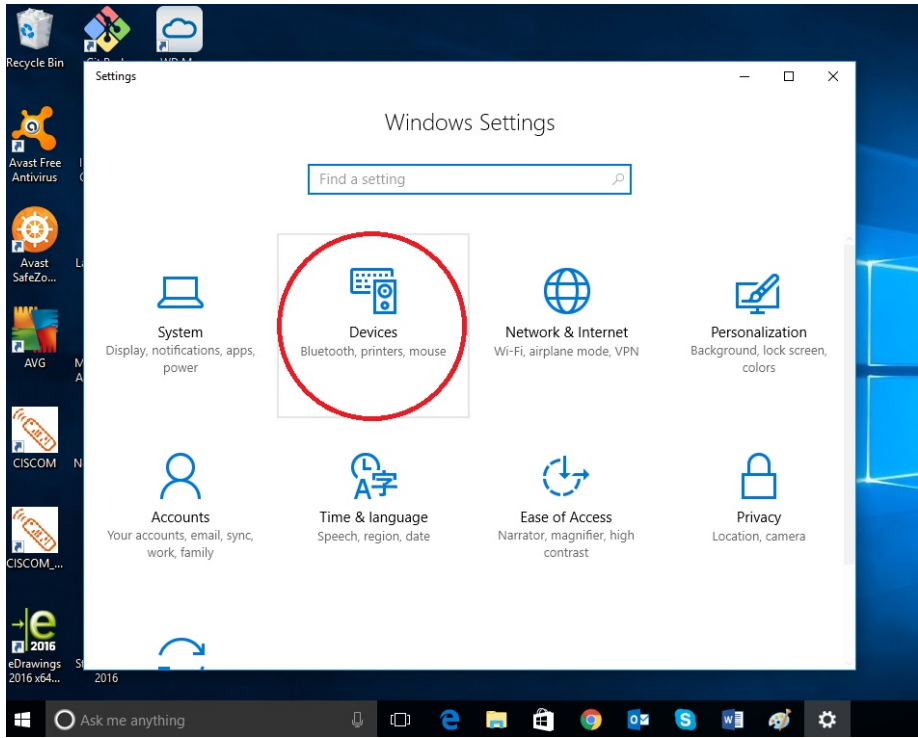 Recycle Bin
Settings
Windows Settings
Find a setting
Avast Free
Antivirus
Avast
SafeZo...
AVG
CISCOM
CISCOM_...
2016
eDrawings
2016 x64...
2016
System
Display, notifications, apps,
power
Devices
Bluetooth, printers, mouse
Network & Internet
Wi-Fi, airplane mode, VPN
Personalization
Background, lock screen,
colors
Accounts
Your accounts, email, sync,
work, family
A字
Time & language
Speech, region, date
Ease of Access
Narrator, magnifier, high
contrast
Privacy
Location, camera
Ask me anything